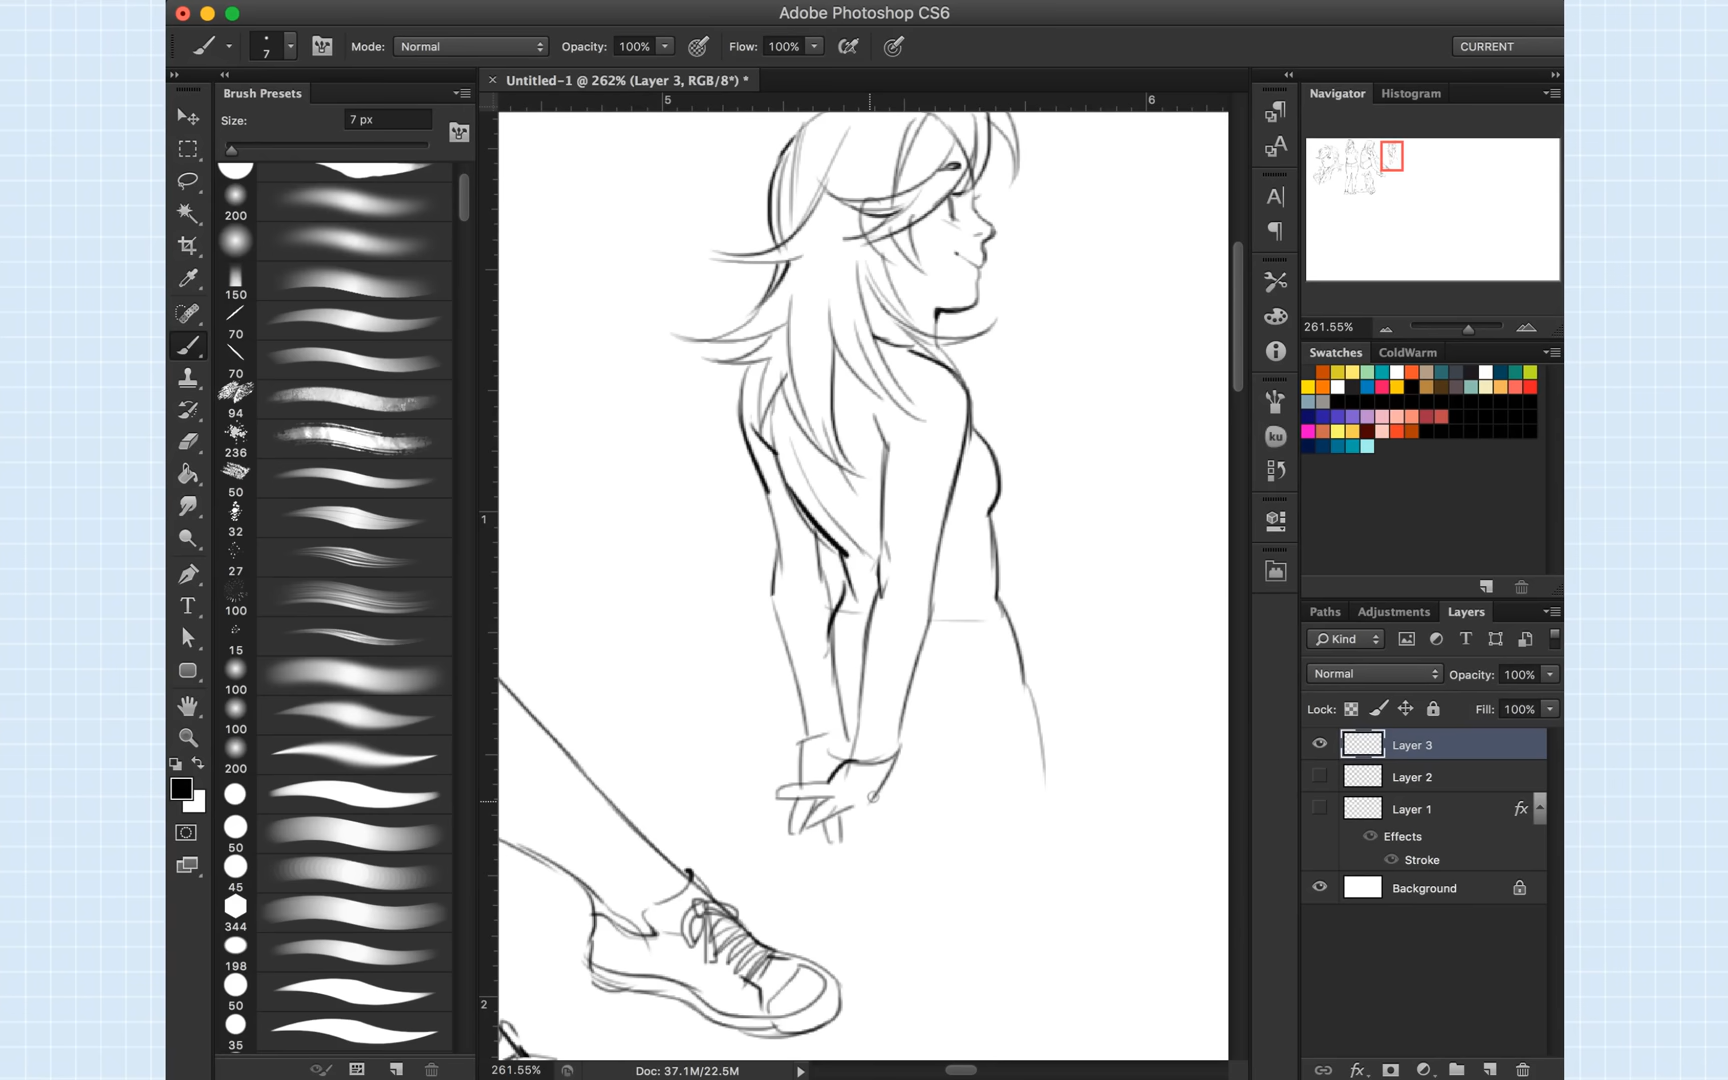 Adobe Photoshop CS6
7
Mode: Normal
Opacity: 100%
Flow: 100%
CURRENT
× Untitled-1 @ 262% (Layer 3, RGB/8*) *
Brush Presets
Size: 7 px
200
150
70
70
94
236
50
32
27
100
15
100
100
200
50
45
344
198
50
35
5
6
1
2
A
A
ku
T
Navigator
Histogram
261.55%
Swatches
ColdWarm
Paths
Adjustments
Layers
Kind
T
Normal
Opacity: 100%
Lock:
Fill: 100%
Layer 3
Layer 2
Layer 1
fx
Effects
Stroke
Background
fx
261.55%
Doc: 37.1M/22.5M